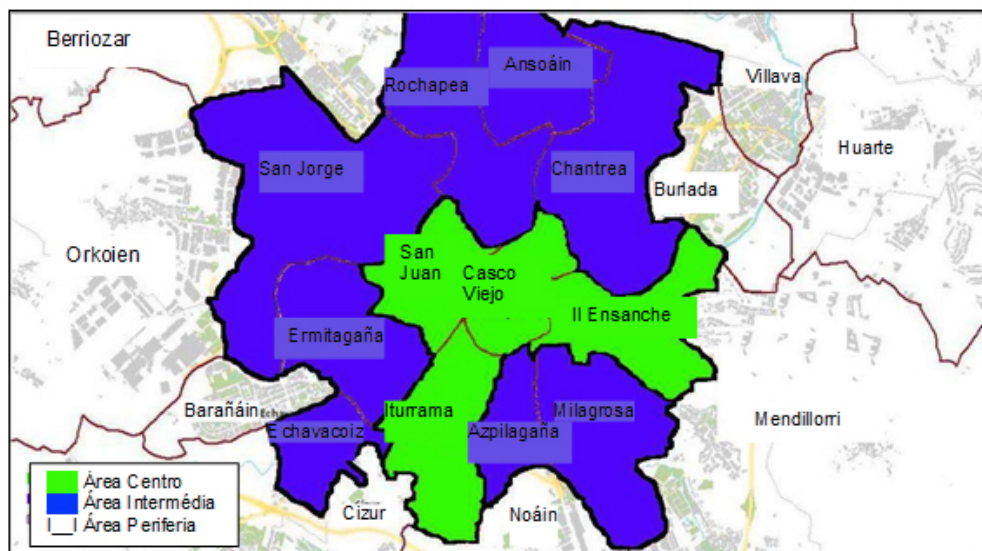 Berriozar
Ansoáin
Rochapea
Villava
Huarte
San Jorge
Chantrea
Burlada
Orkoien
San
Juan
Casco
Viejo
II Ensanche
Ermitagaña
Barañáin
Iturrama
Milagrosa
Mendillorri
Echavacoiz
Azpilagaña
Cizur
Noáin
Área Centro
Área Intermédia
Área Periferia